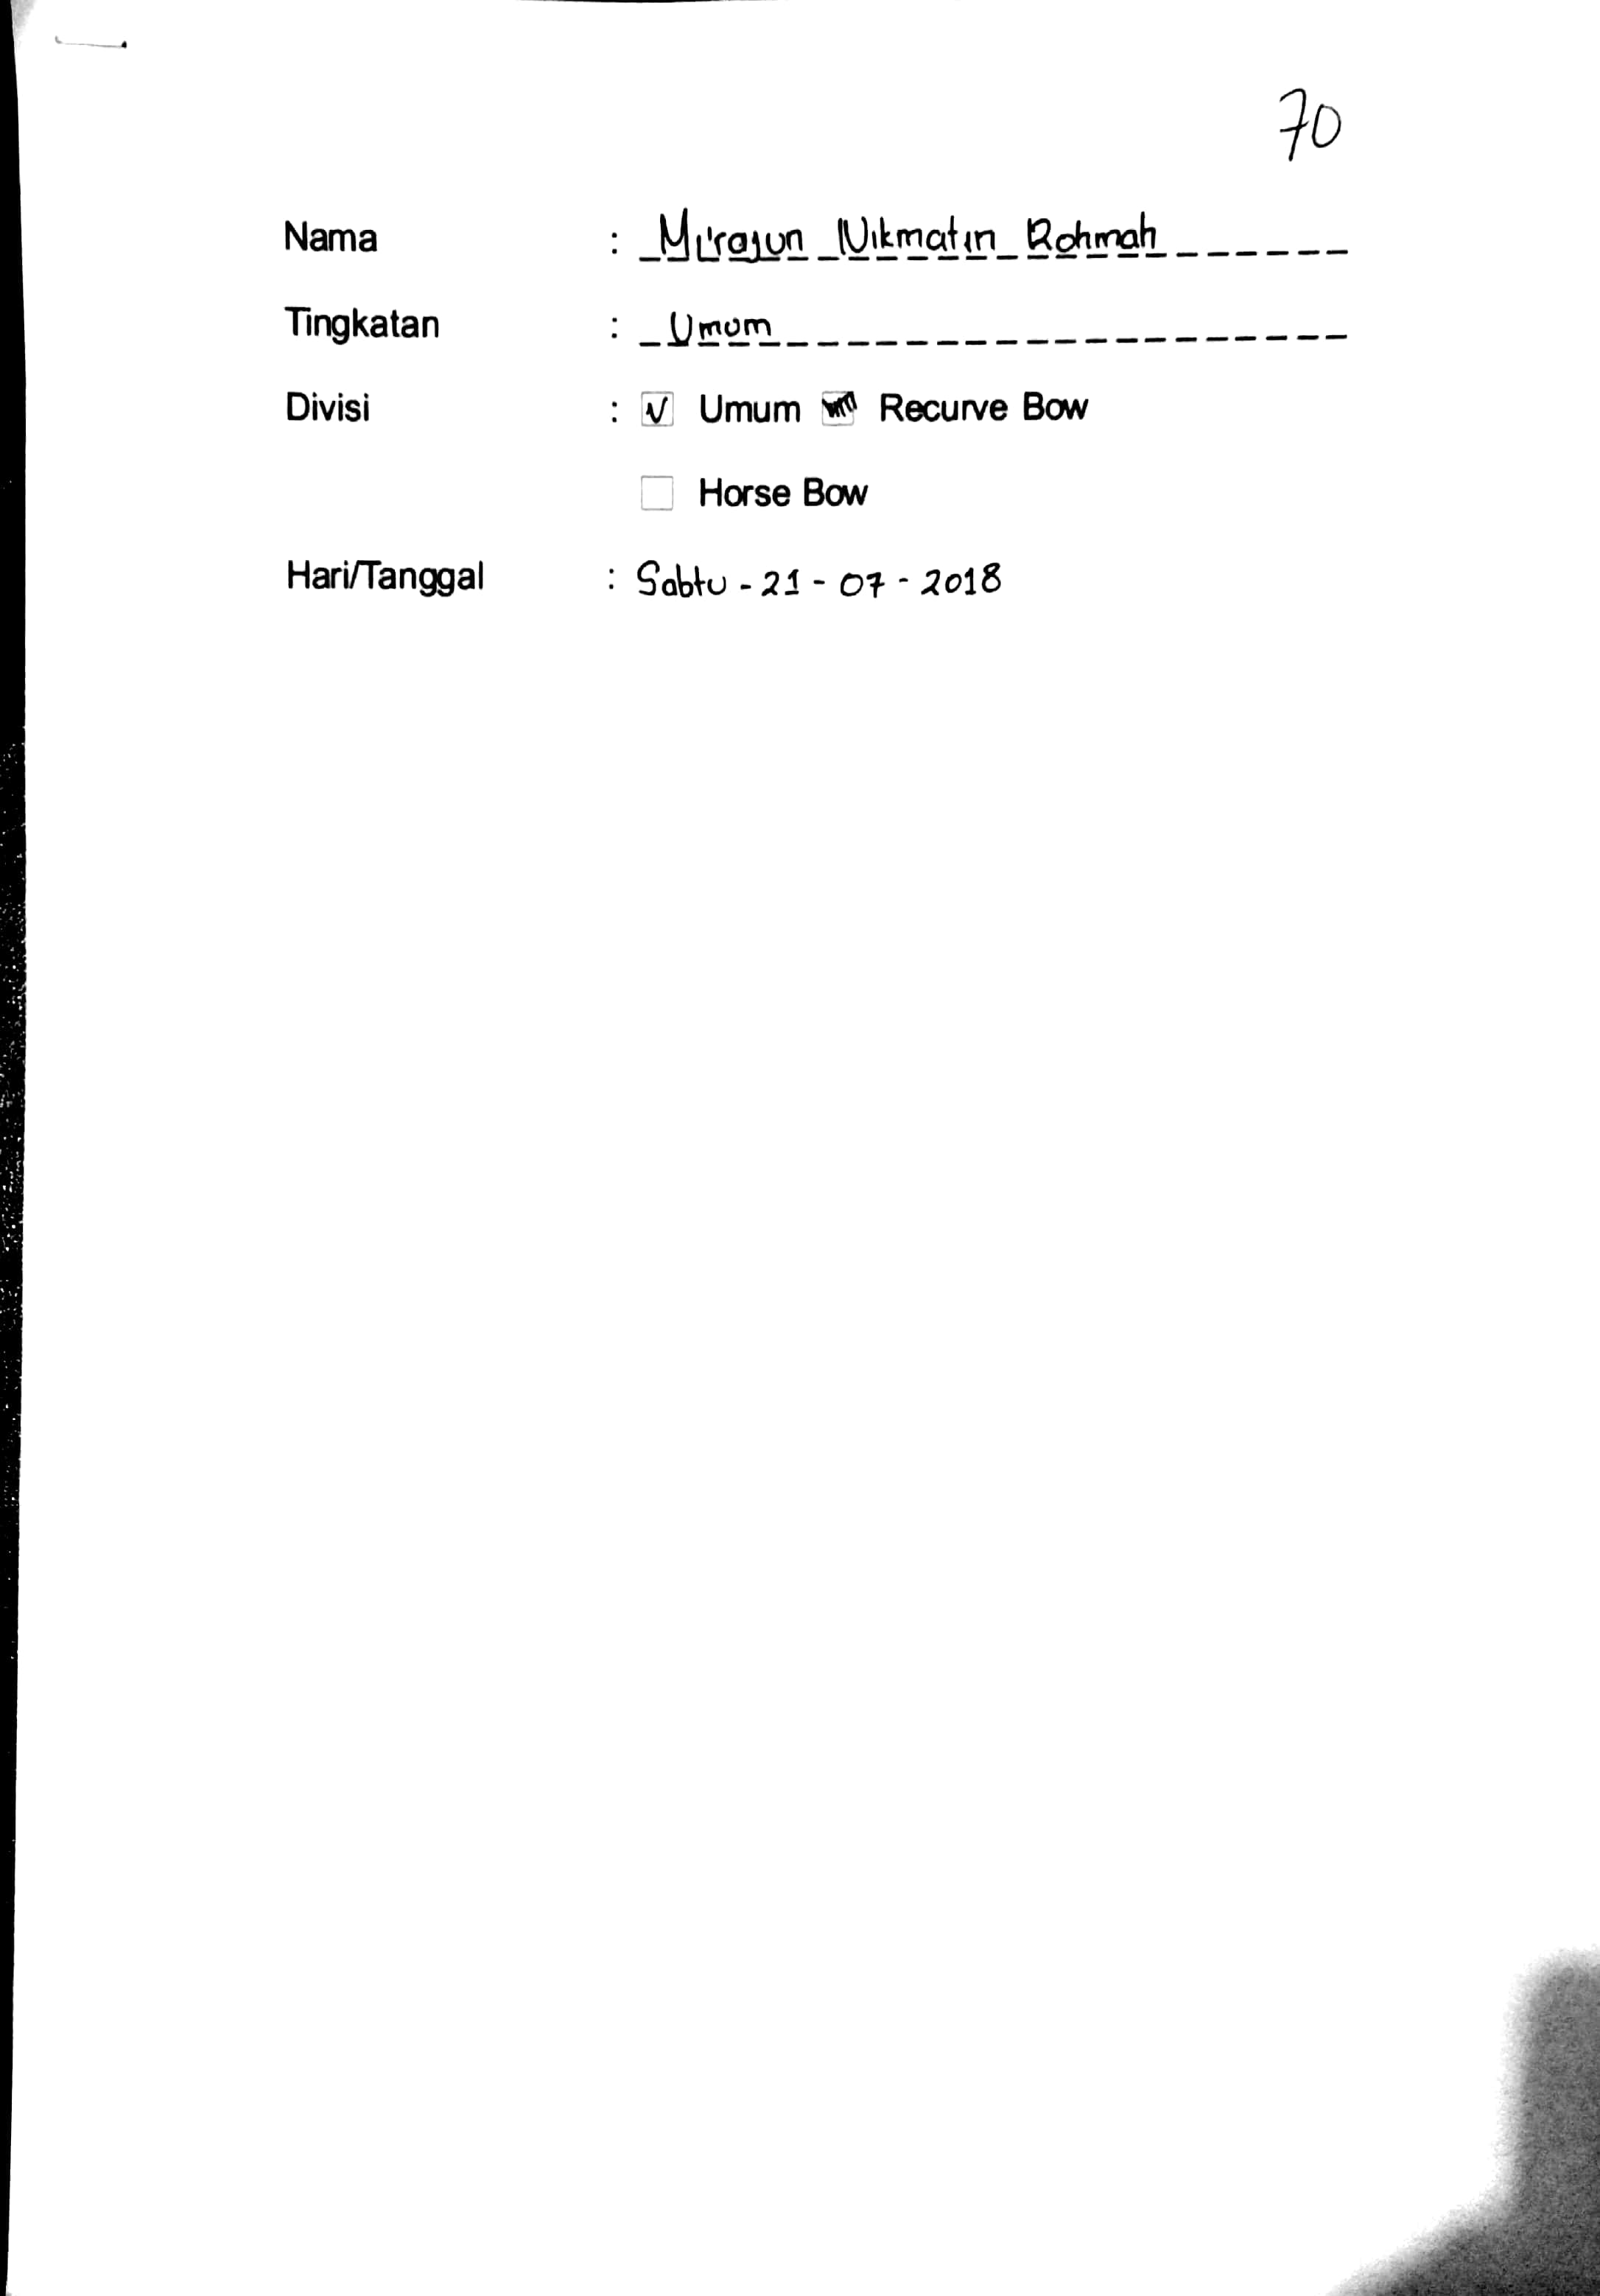 70
Nama : Mi'rajun Nikmatin Rohmah
Tingkatan : Umum
Divisi : Umum Recurve Bow
Horse Bow
Hari/Tanggal : Sabtu - 21 - 07 - 2018